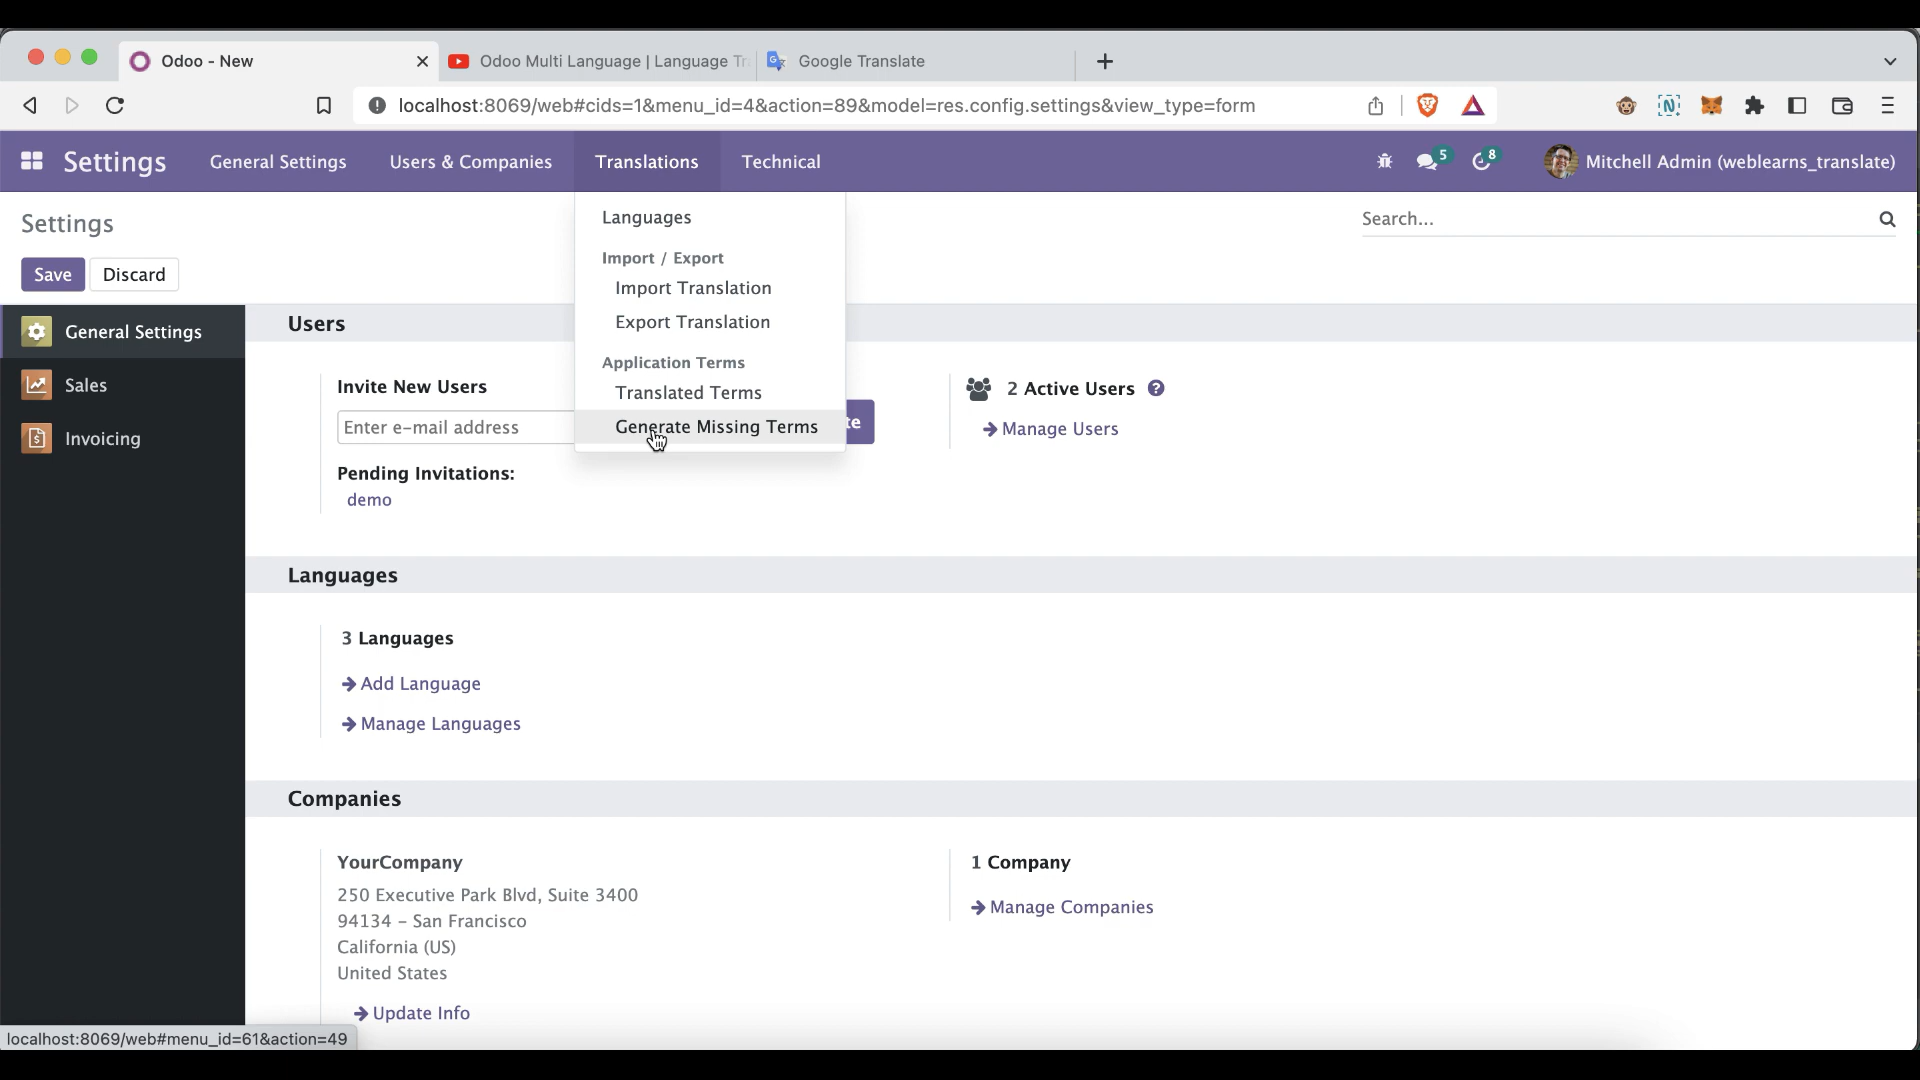 Odoo - New
Odoo Multi Language | Language Tr
Google Translate
localhost:8069/web#cids=1&menu_id=4&action=89&model=res.config.settings&view_type=form
Settings
General Settings
Users & Companies
Translations
Technical
5
8
Mitchell Admin (weblearns_translate)
Settings
Search...
Save
Discard
Languages
Import / Export
Import Translation
Export Translation
Application Terms
Translated Terms
Generate Missing Terms
General Settings
Sales
Invoicing
Users
Invite New Users
Enter e-mail address
te
Pending Invitations:
demo
2 Active Users
Manage Users
Languages
3 Languages
Add Language
Manage Languages
Companies
YourCompany
250 Executive Park Blvd, Suite 3400
94134 - San Francisco
California (US)
United States
Update Info
1 Company
Manage Companies
localhost:8069/web#menu_id=61&action=49